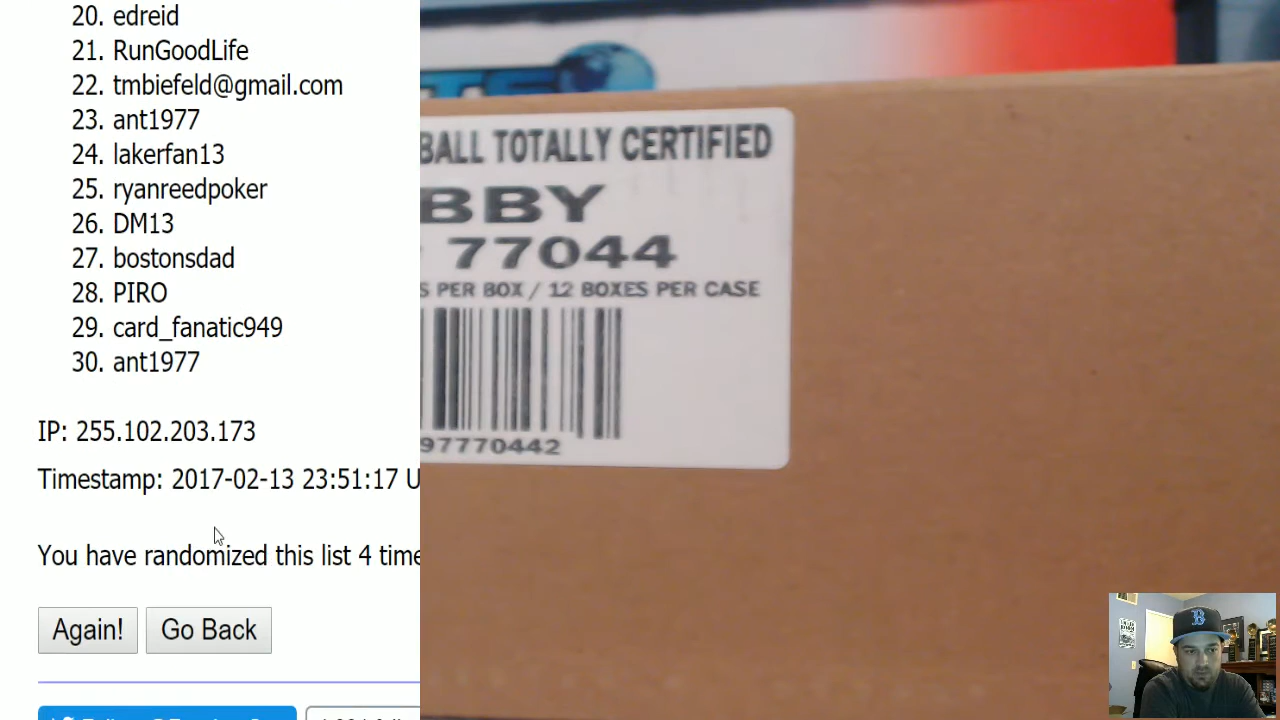 20. edreid
21. RunGoodLife
22. tmbiefeld@gmail.com
23. ant1977
24. lakerfan13
25. ryanreedpoker
26. DM13
27. bostonsdad
28. PIRO
29. card_fanatic949
30. ant1977
IP: 255.102.203.173
Timestamp: 2017-02-13 23:51:17 U
You have randomized this list 4 time
Again! Go Back
BALL TOTALLY CERTIFIED
BBY
77044
S PER BOX / 12 BOXES PER CASE
97770442
B